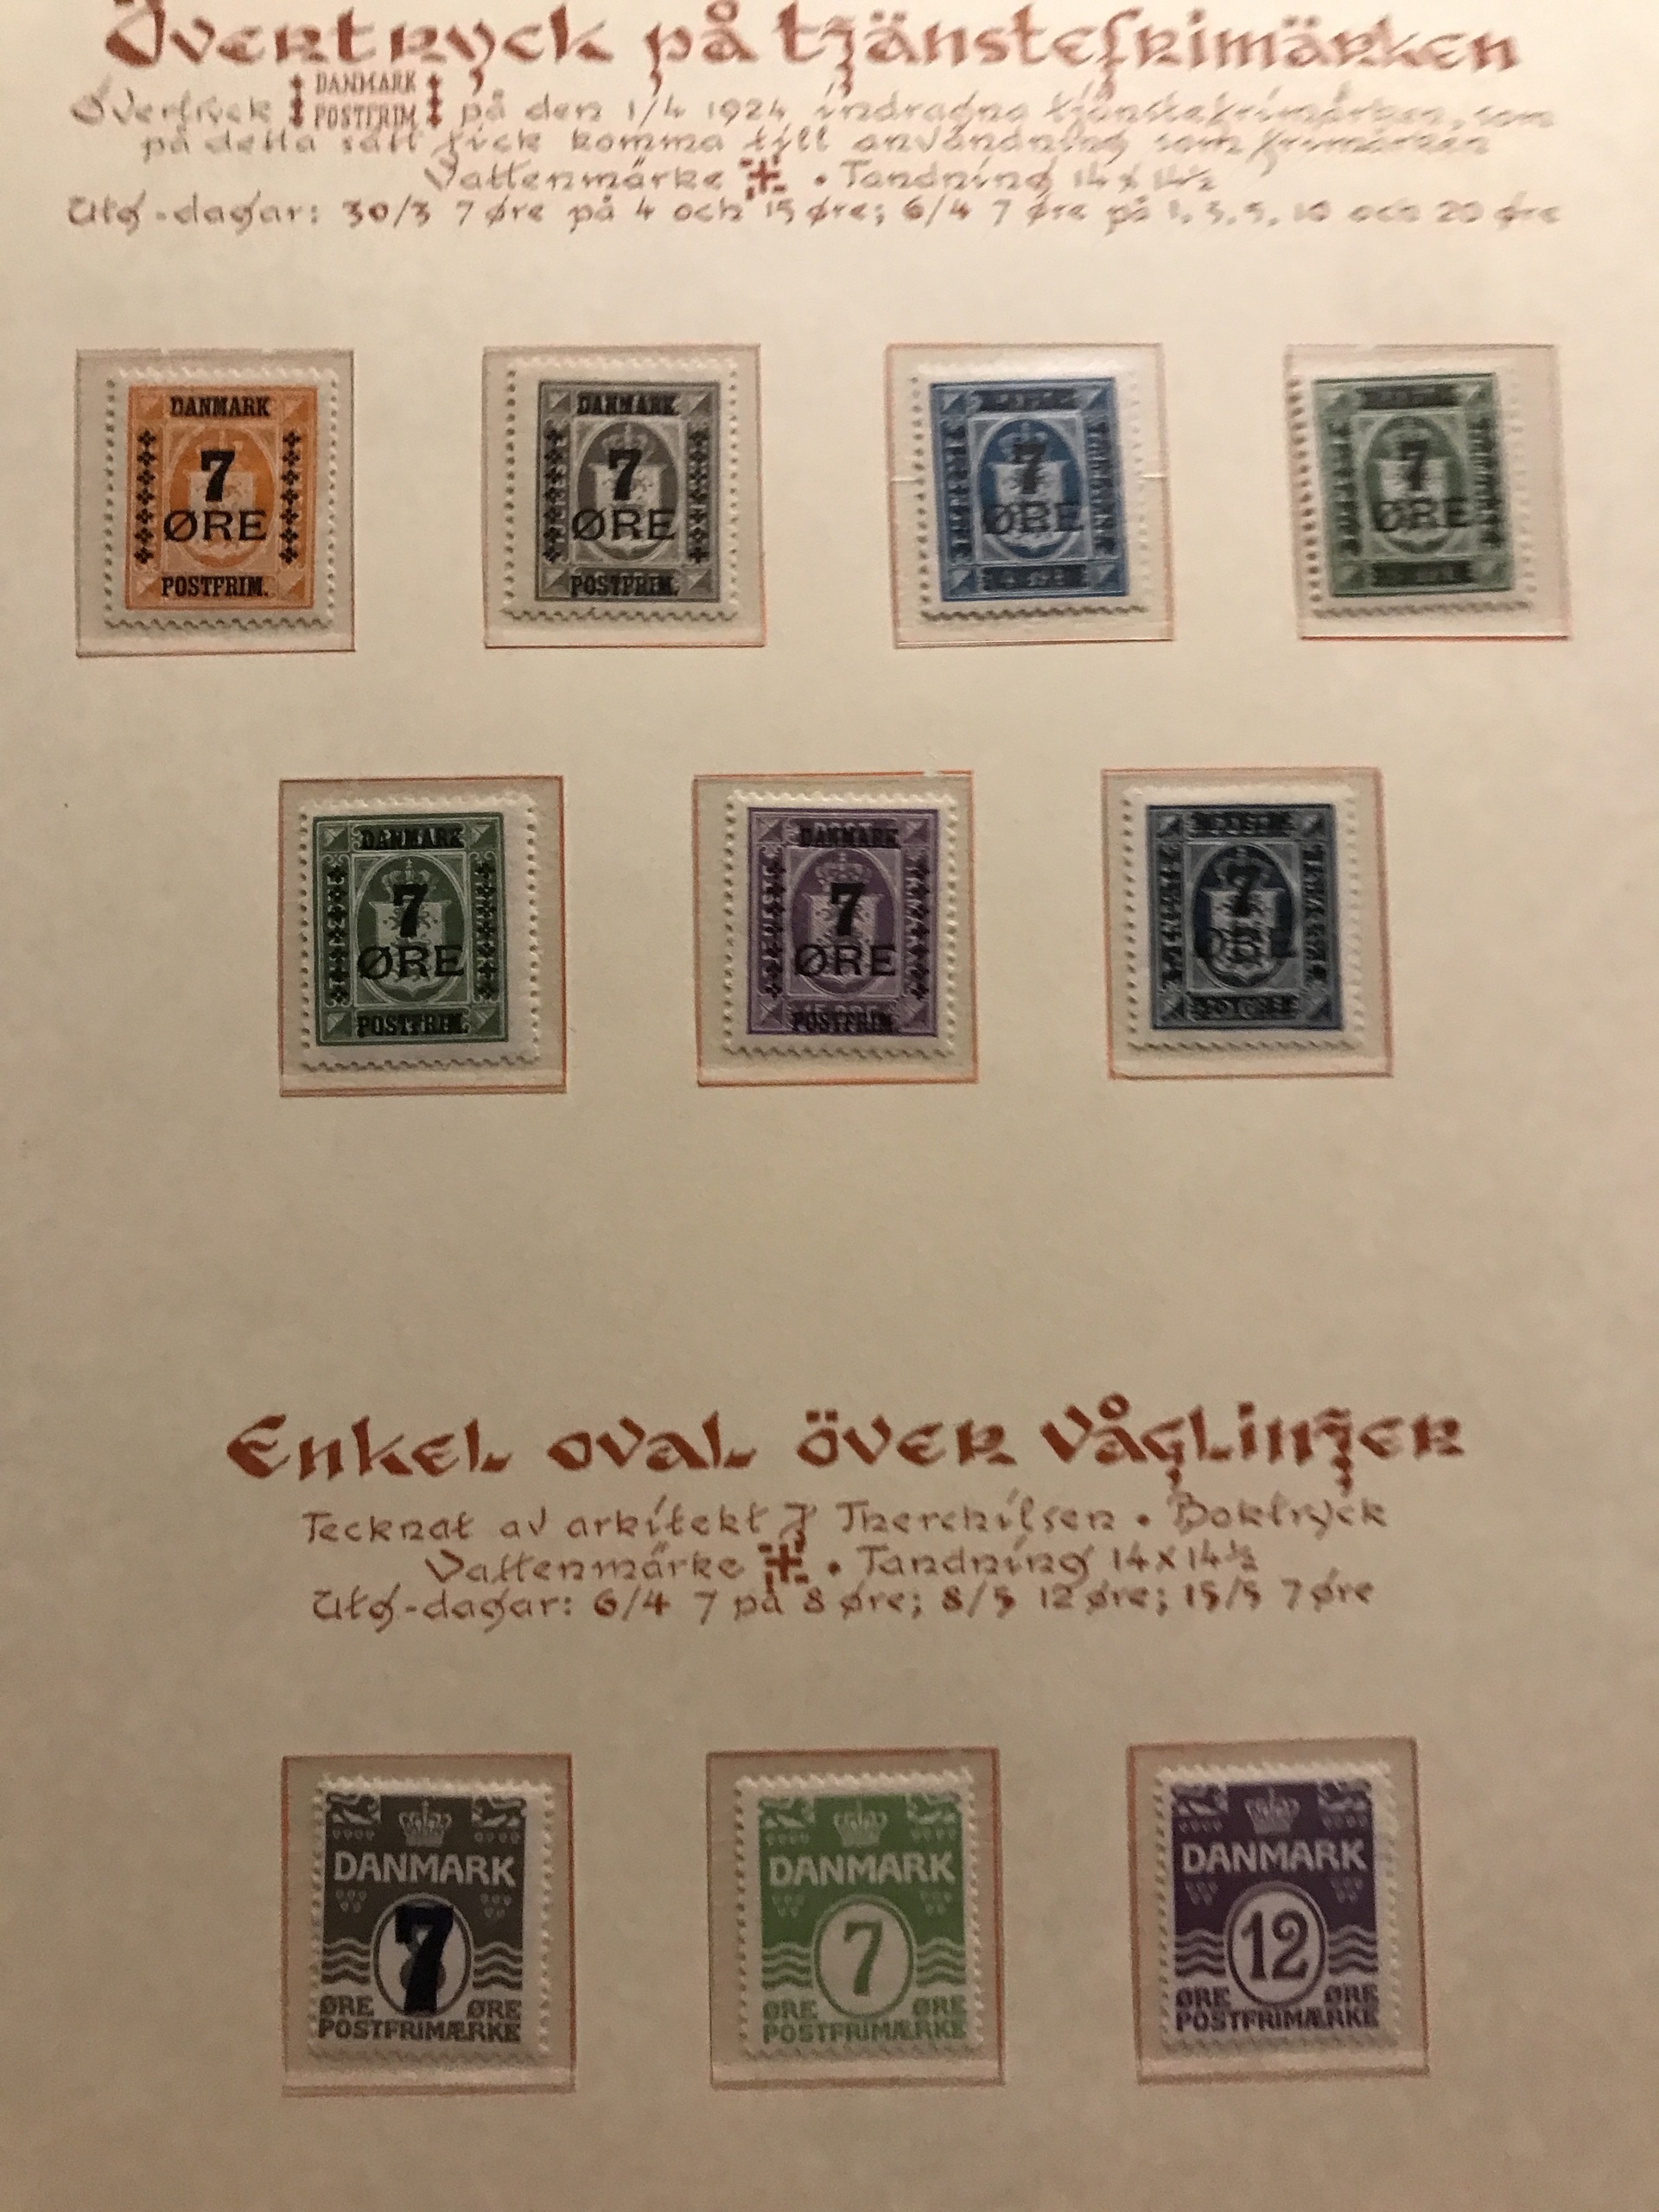 Övertryck på tjänstefrimärken
Övertryck DANMARK POSTFRIM på den 1/4 1924 indragna tjänstefrimärken, som
på detta sätt fick komma till användning som frimärken
Vattenmärke • Tandning 14 x 14½
Utg.-dagar: 30/3 7 øre på 4 och 15 øre; 6/4 7 øre på 1, 3, 5, 10 och 20 øre
DANMARK
7
ØRE
POSTFRIM.
DANMARK
7
ØRE
POSTFRIM.
7
ØRE
7
ØRE
DANMARK
7
ØRE
POSTFRIM.
DANMARK
7
ØRE
POSTFRIM.
7
ØRE
Enkel oval över våglinjer
Tecknat av arkitekt J Therchilsen • Boktryck
Vattenmärke • Tandning 14 x 14½
Utg-dagar: 6/4 7 på 8 øre; 8/5 12 øre; 15/5 7 øre
DANMARK
7
ØRE ØRE
POSTFRIMÆRKE
DANMARK
7
ØRE ØRE
POSTFRIMÆRKE
DANMARK
12
ØRE ØRE
POSTFRIMÆRKE